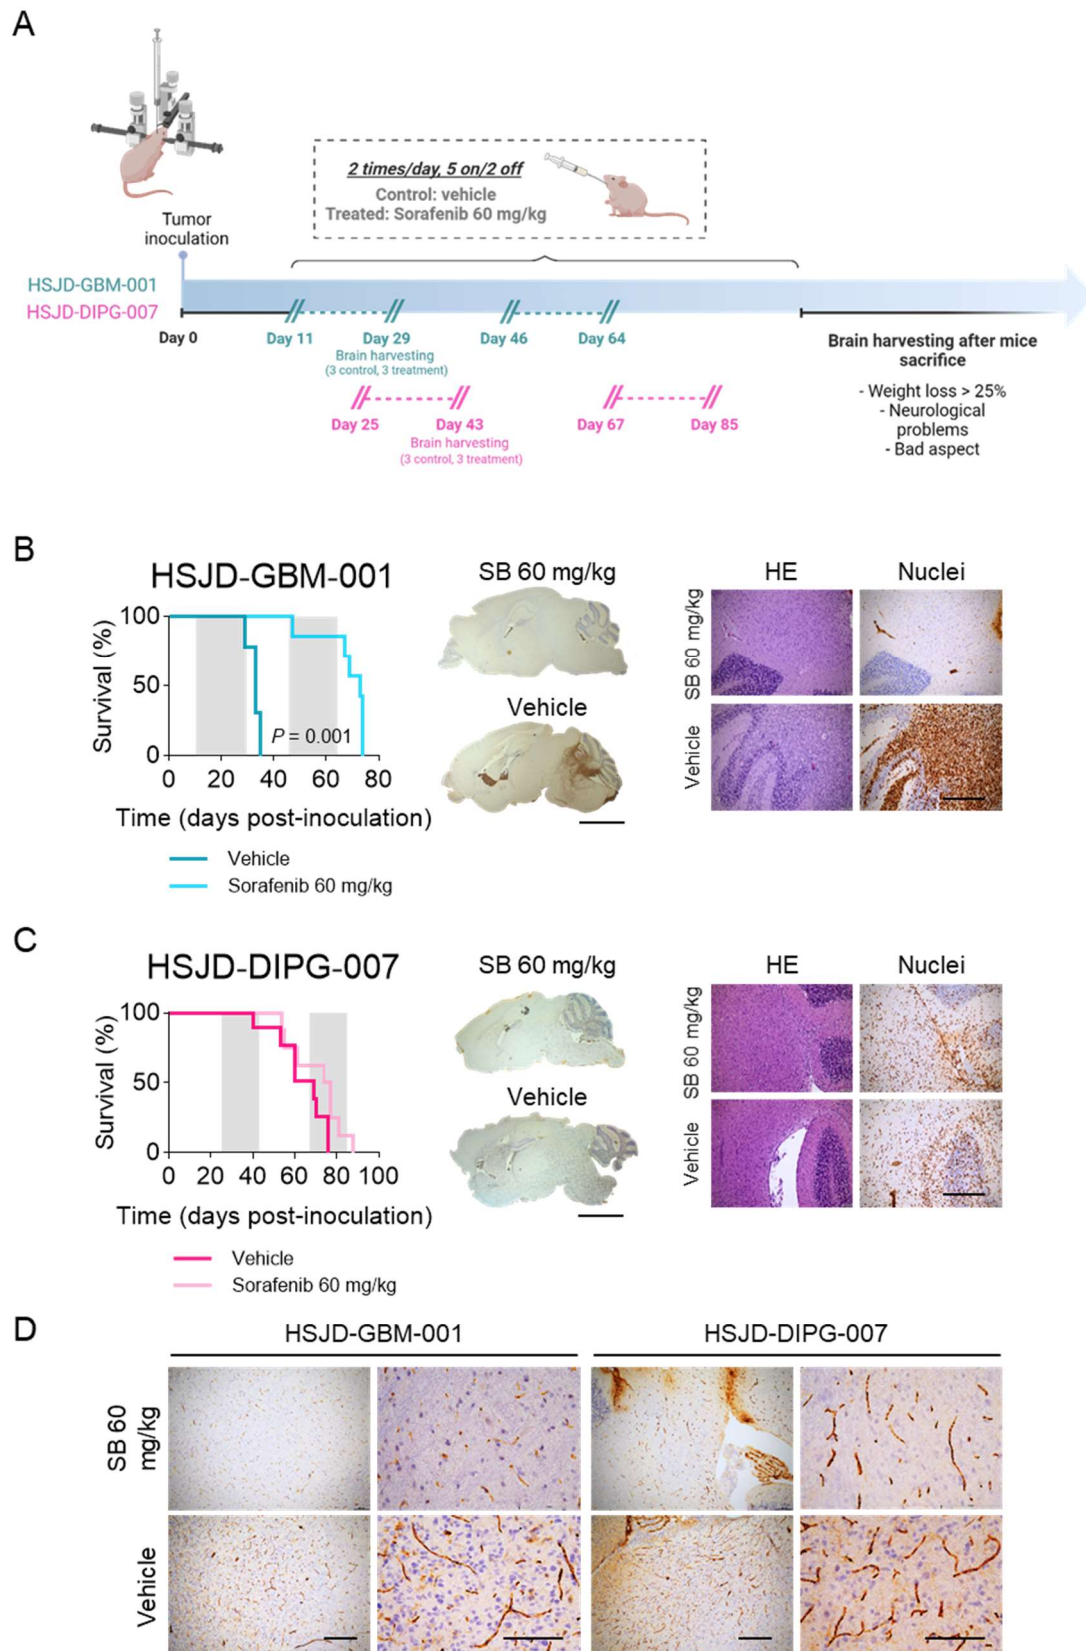 A
2 times/day, 5 on/2 off
Control: vehicle
Treated: Sorafenib 60 mg/kg
Tumor
inoculation
HSJD-GBM-001
HSJD-DIPG-007
Day 0
Day 11
Day 29
Brain harvesting
(3 control, 3 treatment)
Day 46
Day 64
Day 25
Day 43
Brain harvesting
(3 control, 3 treatment)
Day 67
Day 85
Brain harvesting after mice
sacrifice
- Weight loss > 25%
- Neurological
problems
- Bad aspect
B
HSJD-GBM-001
Survival (%)
100
50
0
P = 0.001
0 20 40 60 80
Time (days post-inoculation)
Vehicle
Sorafenib 60 mg/kg
SB 60 mg/kg
Vehicle
HE
Nuclei
SB 60 mg/kg
Vehicle
C
HSJD-DIPG-007
Survival (%)
100
50
0
0 20 40 60 80 100
Time (days post-inoculation)
Vehicle
Sorafenib 60 mg/kg
SB 60 mg/kg
Vehicle
HE
Nuclei
SB 60 mg/kg
Vehicle
D
HSJD-GBM-001
HSJD-DIPG-007
SB 60
mg/kg
Vehicle